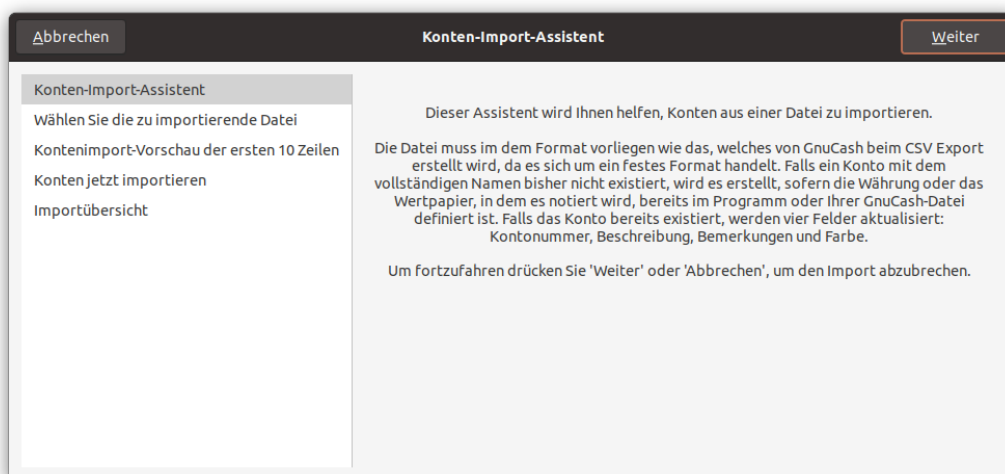 Abbrechen
Konten-Import-Assistent
Weiter
Konten-Import-Assistent
Wählen Sie die zu importierende Datei
Kontenimport-Vorschau der ersten 10 Zeilen
Konten jetzt importieren
Importübersicht
Dieser Assistent wird Ihnen helfen, Konten aus einer Datei zu importieren.
Die Datei muss im dem Format vorliegen wie das, welches von GnuCash beim CSV Export
erstellt wird, da es sich um ein festes Format handelt. Falls ein Konto mit dem
vollständigen Namen bisher nicht existiert, wird es erstellt, sofern die Währung oder das
Wertpapier, in dem es notiert wird, bereits im Programm oder Ihrer GnuCash-Datei
definiert ist. Falls das Konto bereits existiert, werden vier Felder aktualisiert:
Kontonummer, Beschreibung, Bemerkungen und Farbe.
Um fortzufahren drücken Sie 'Weiter' oder 'Abbrechen', um den Import abzubrechen.